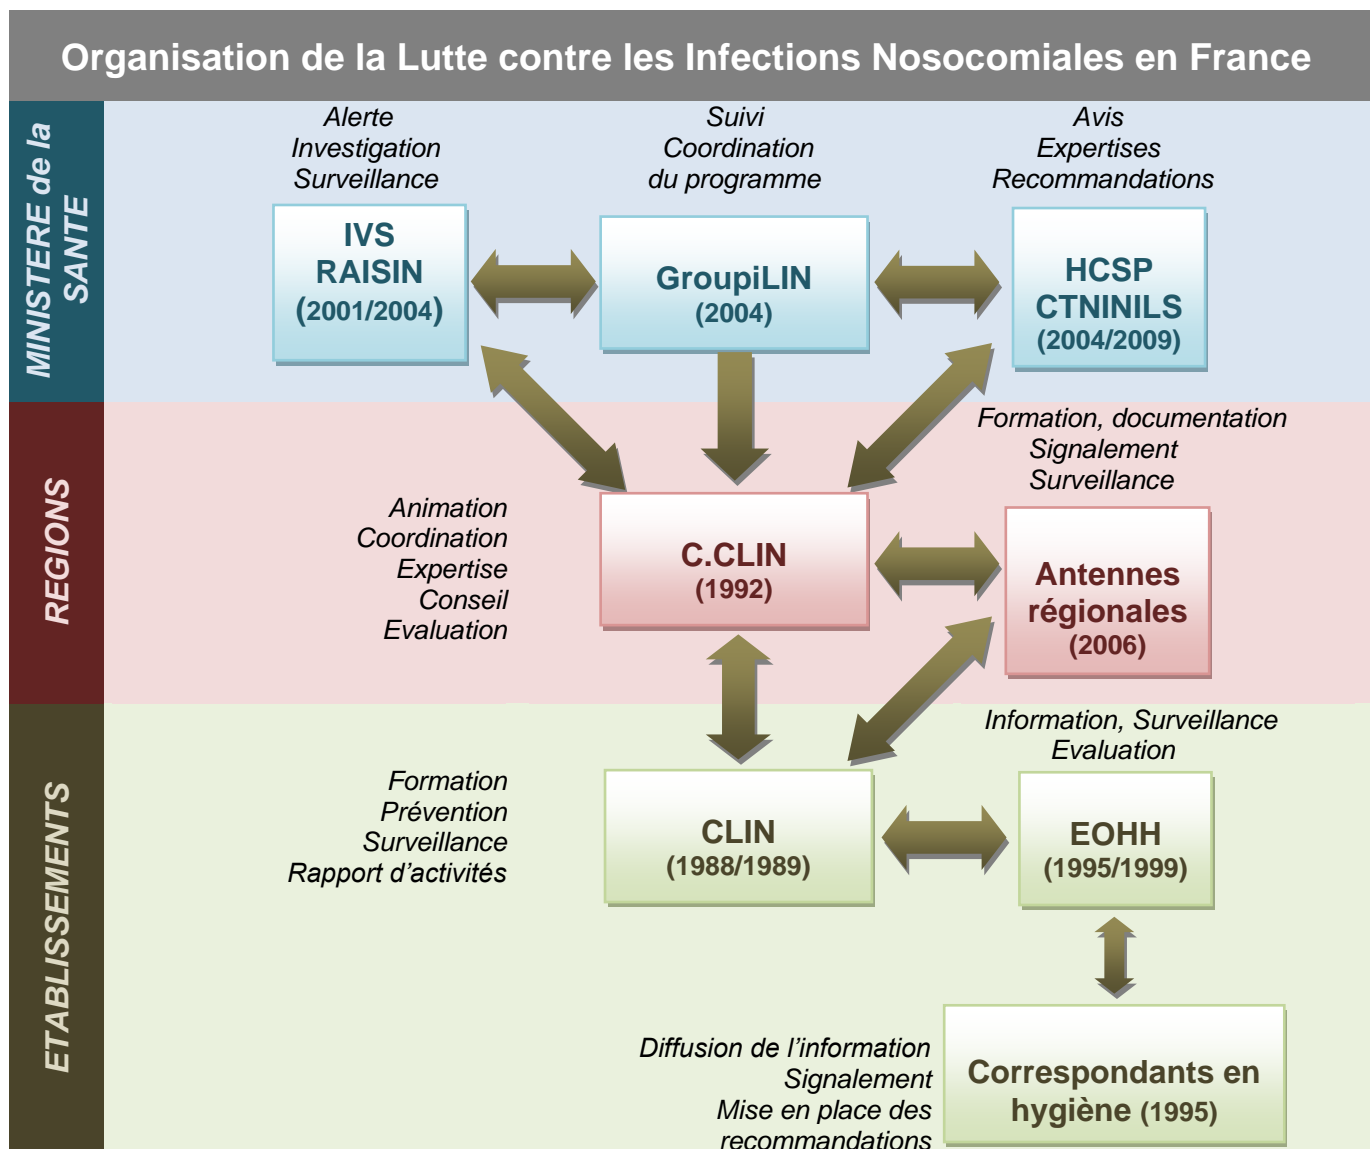 Organisation de la Lutte contre les Infections Nosocomiales en France
MINISTERE de la
SANTE
Alerte
Investigation
Surveillance
IVS
RAISIN
(2001/2004)
Suivi
Coordination
du programme
GroupiLIN
(2004)
Avis
Expertises
Recommandations
HCSP
CTNINILS
(2004/2009)
REGIONS
Animation
Coordination
Expertise
Conseil
Evaluation
C.CLIN
(1992)
Formation, documentation
Signalement
Surveillance
Antennes
régionales
(2006)
ETABLISSEMENTS
Formation
Prévention
Surveillance
Rapport d’activités
CLIN
(1988/1989)
Information, Surveillance
Evaluation
EOHH
(1995/1999)
Diffusion de l’information
Signalement
Mise en place des
recommandations
Correspondants en
hygiène (1995)